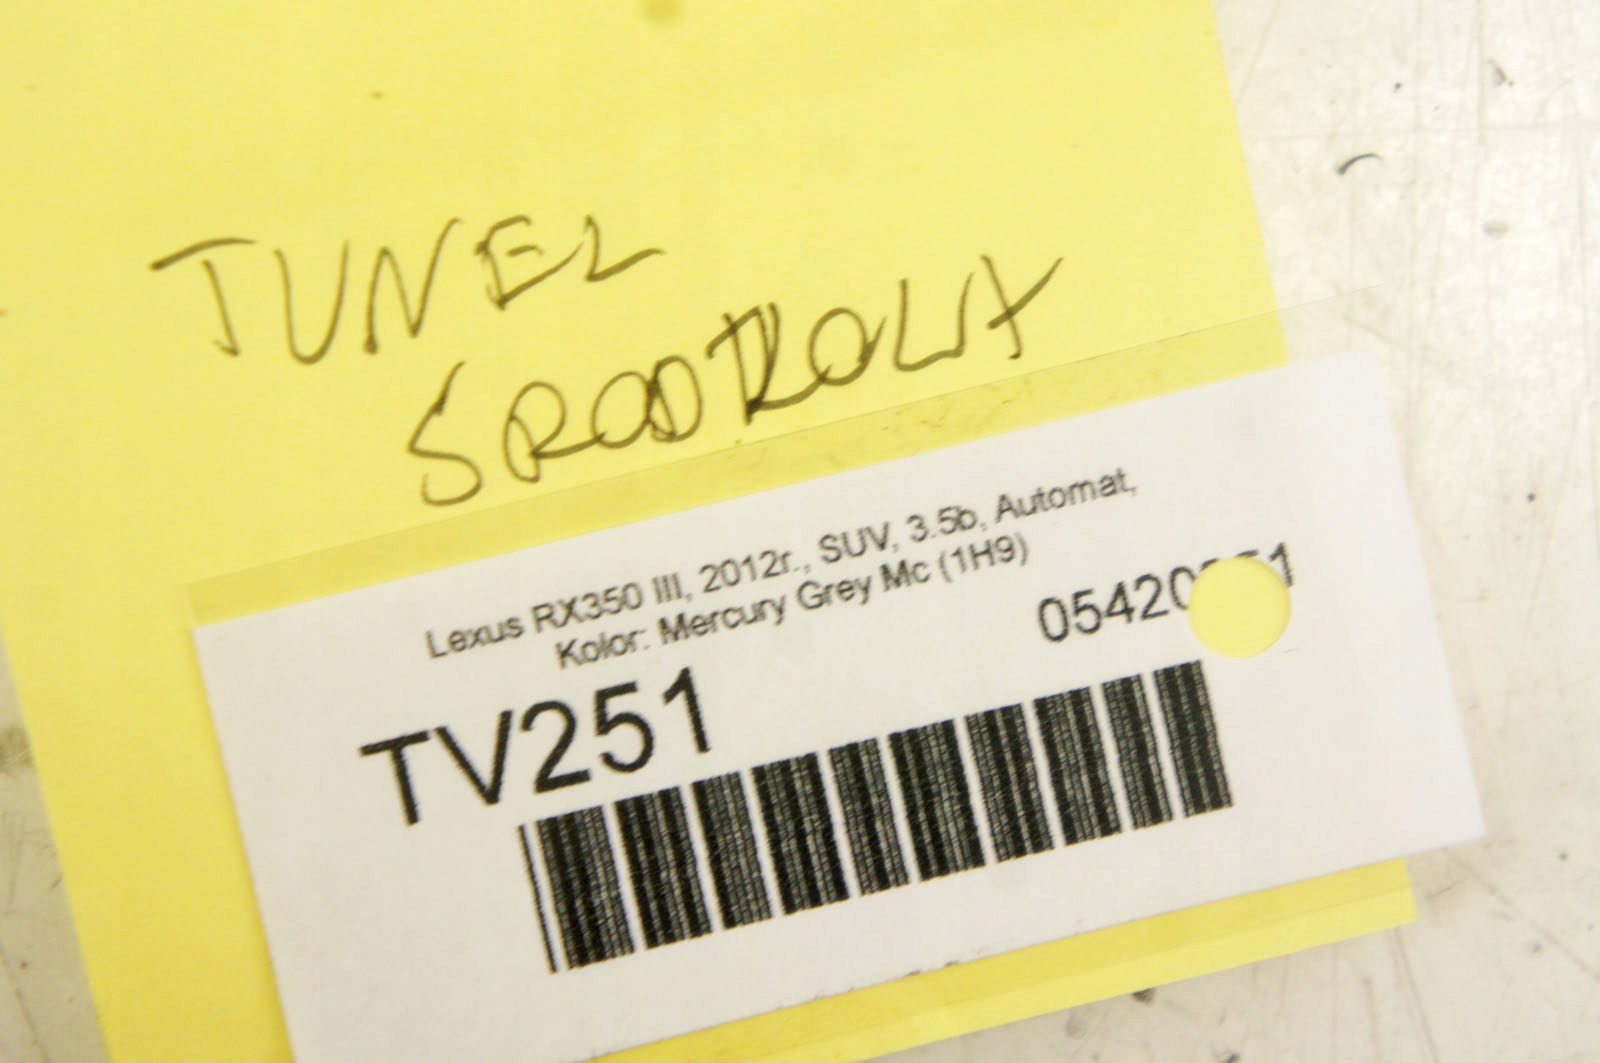 TUNEL
SRODKOWY
Lexus RX350 III, 2012r., SUV, 3.5b, Automat,
Kolor: Mercury Grey Mc (1H9)
TV251